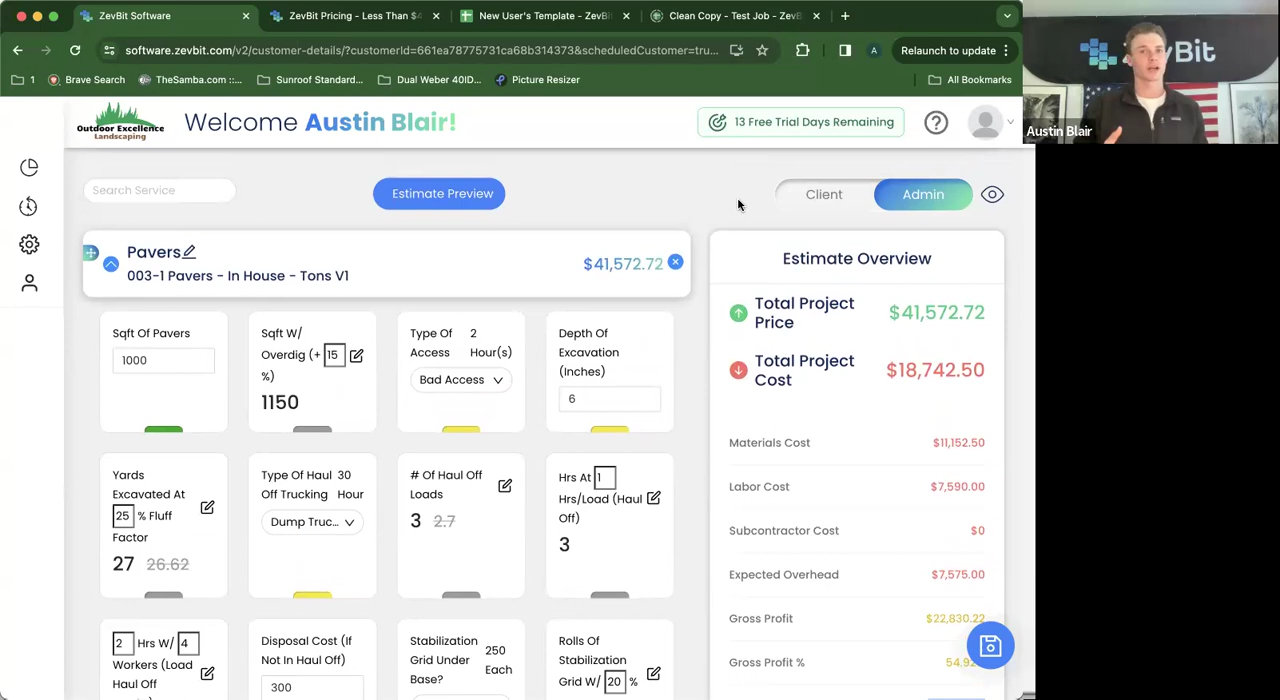 ZevBit Software
ZevBit Pricing - Less Than $4
New User's Template - ZevBi
Clean Copy - Test Job - ZevB
software.zevbit.com/v2/customer-details/?customerId=661ea78775731ca68b314373&scheduledCustomer=tru...
A
Relaunch to update
1
Brave Search
TheSamba.com ::...
Sunroof Standard...
Dual Weber 40ID...
Picture Resizer
All Bookmarks
Outdoor Excellence
Landscaping
Welcome Austin Blair!
13 Free Trial Days Remaining
Austin Blair
Search Service
Estimate Preview
Client
Admin
Pavers
003-1 Pavers - In House - Tons V1
$41,572.72
Sqft Of Pavers
1000
Sqft W/
Overdig (+ 15
%)
1150
Type Of 2
Access Hour(s)
Bad Access
Depth Of
Excavation
(Inches)
6
Yards
Excavated At
25 % Fluff
Factor
27 26.62
Type Of Haul 30
Off Trucking Hour
Dump Truc...
# Of Haul Off
Loads
3 2.7
Hrs At 1
Hrs/Load (Haul
Off)
3
2 Hrs W/ 4
Workers (Load
Haul Off
Disposal Cost (If
Not In Haul Off)
300
Stabilization
Grid Under
Base?
250
Each
Rolls Of
Stabilization
Grid W/ 20 %
Estimate Overview
Total Project
Price
$41,572.72
Total Project
Cost
$18,742.50
Materials Cost $11,152.50
Labor Cost $7,590.00
Subcontractor Cost $0
Expected Overhead $7,575.00
Gross Profit $22,830.22
Gross Profit % 54.92